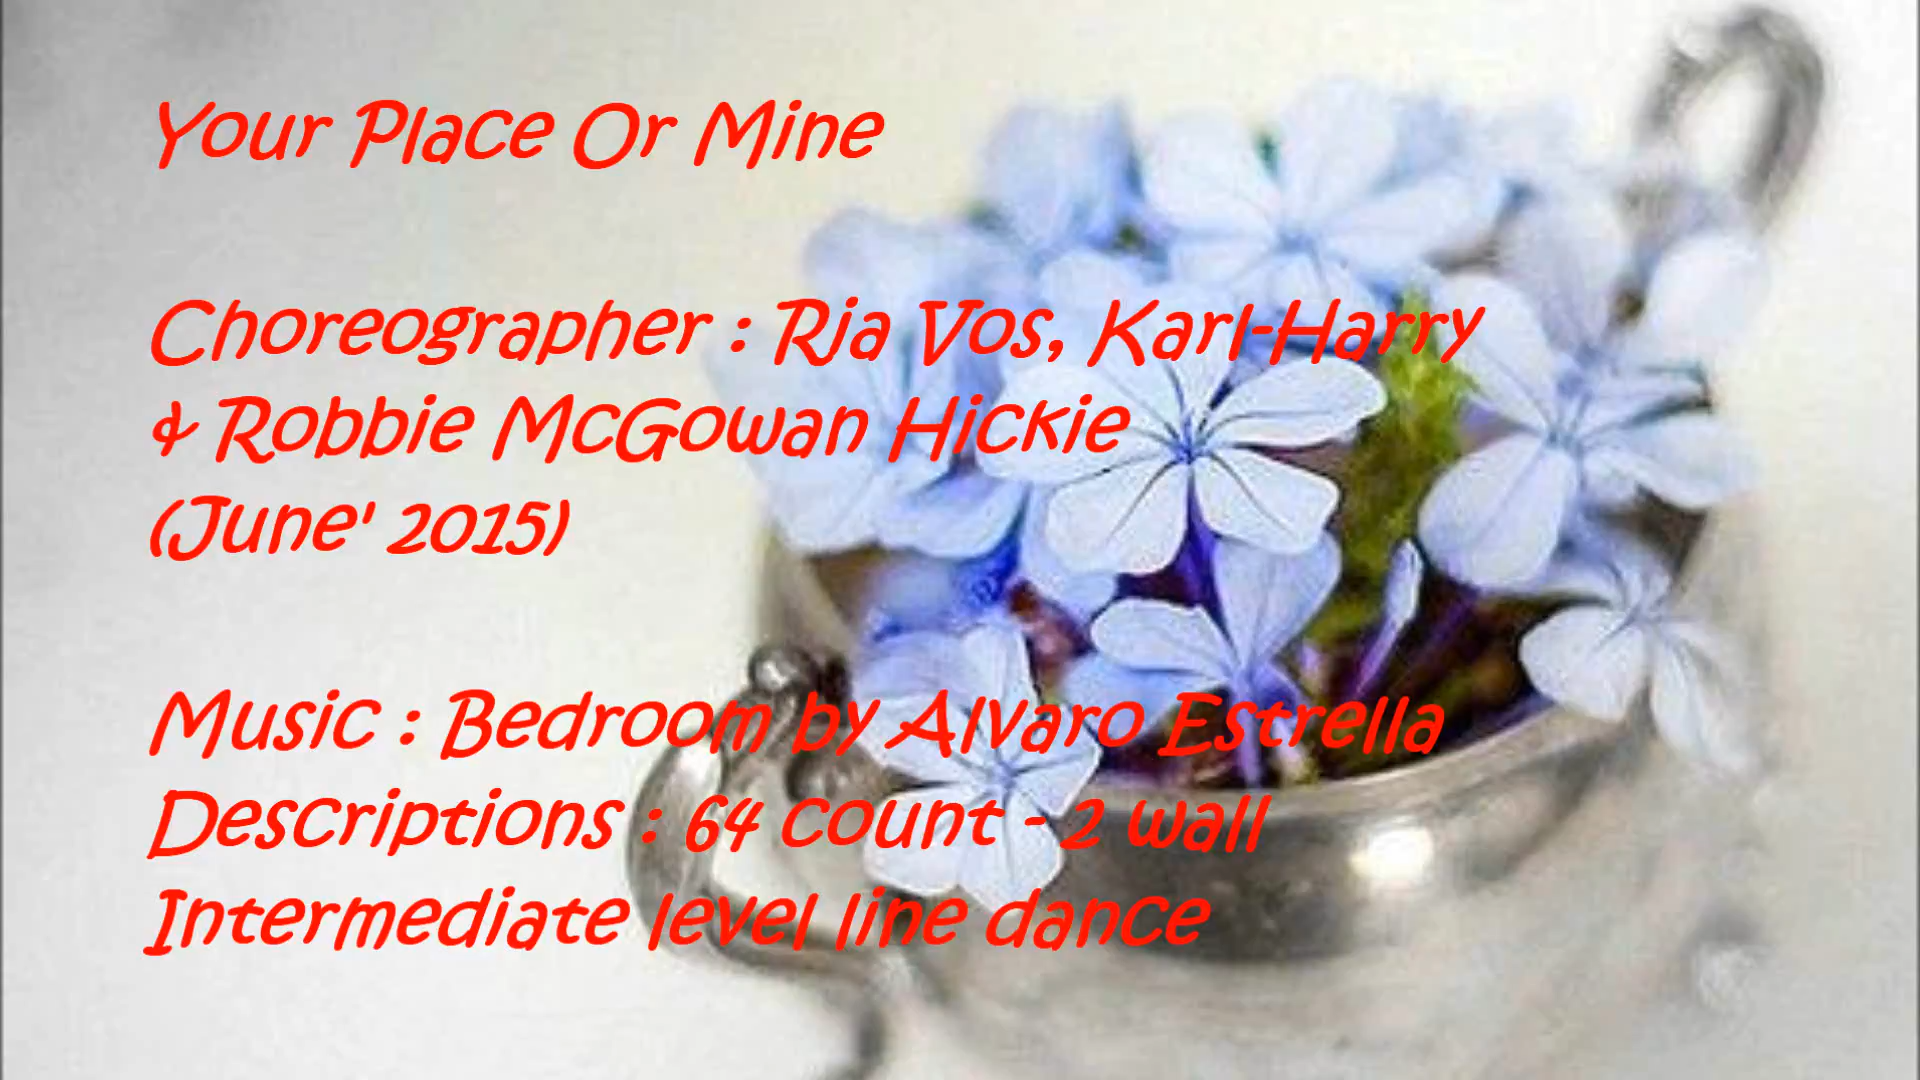 Your Place Or Mine
Choreographer : Ria Vos, Karl-Harry
& Robbie McGowan Hickie
(June' 2015)
Music : Bedroom by Alvaro Estrella
Descriptions : 64 count - 2 wall
Intermediate level line dance